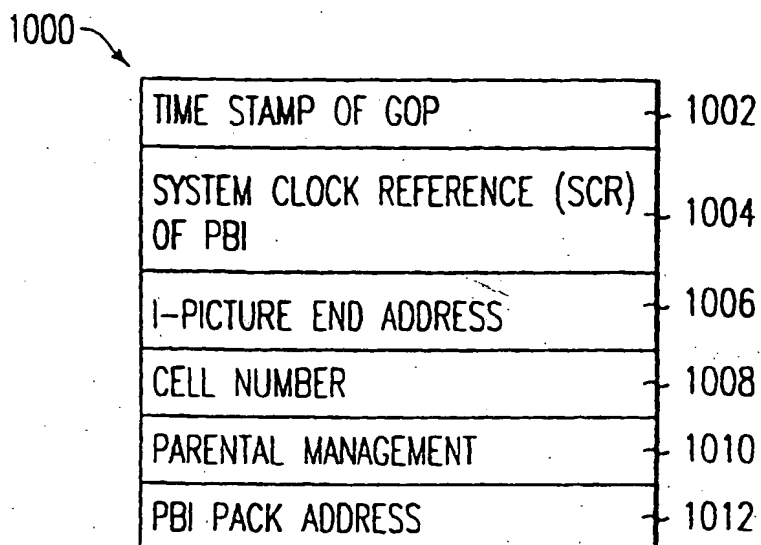 1000
TIME STAMP OF GOP 1002
SYSTEM CLOCK REFERENCE (SCR)
OF PBI 1004
I-PICTURE END ADDRESS 1006
CELL NUMBER 1008
PARENTAL MANAGEMENT 1010
PBI PACK ADDRESS 1012